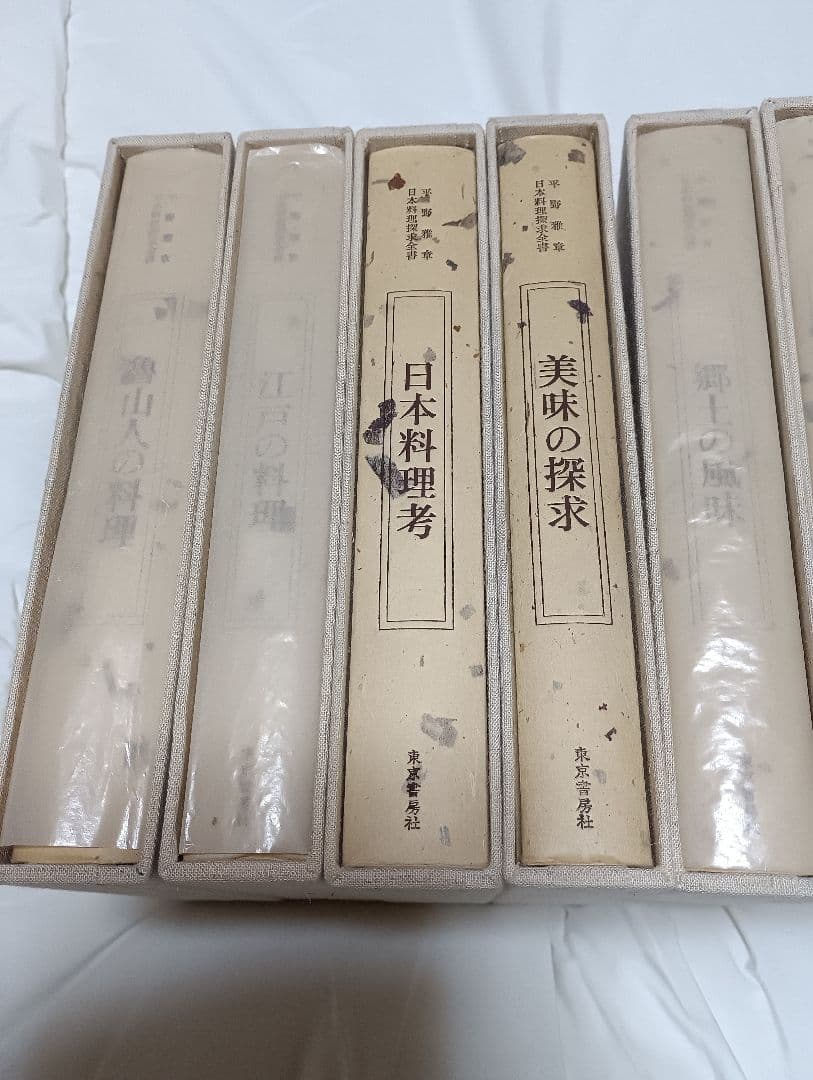 魯山人の料理
江戸の料理
平野雅章
日本料理探求全書
日本料理考
東京書房社
平野雅章
日本料理探求全書
美味の探求
東京書房社
郷土の風味